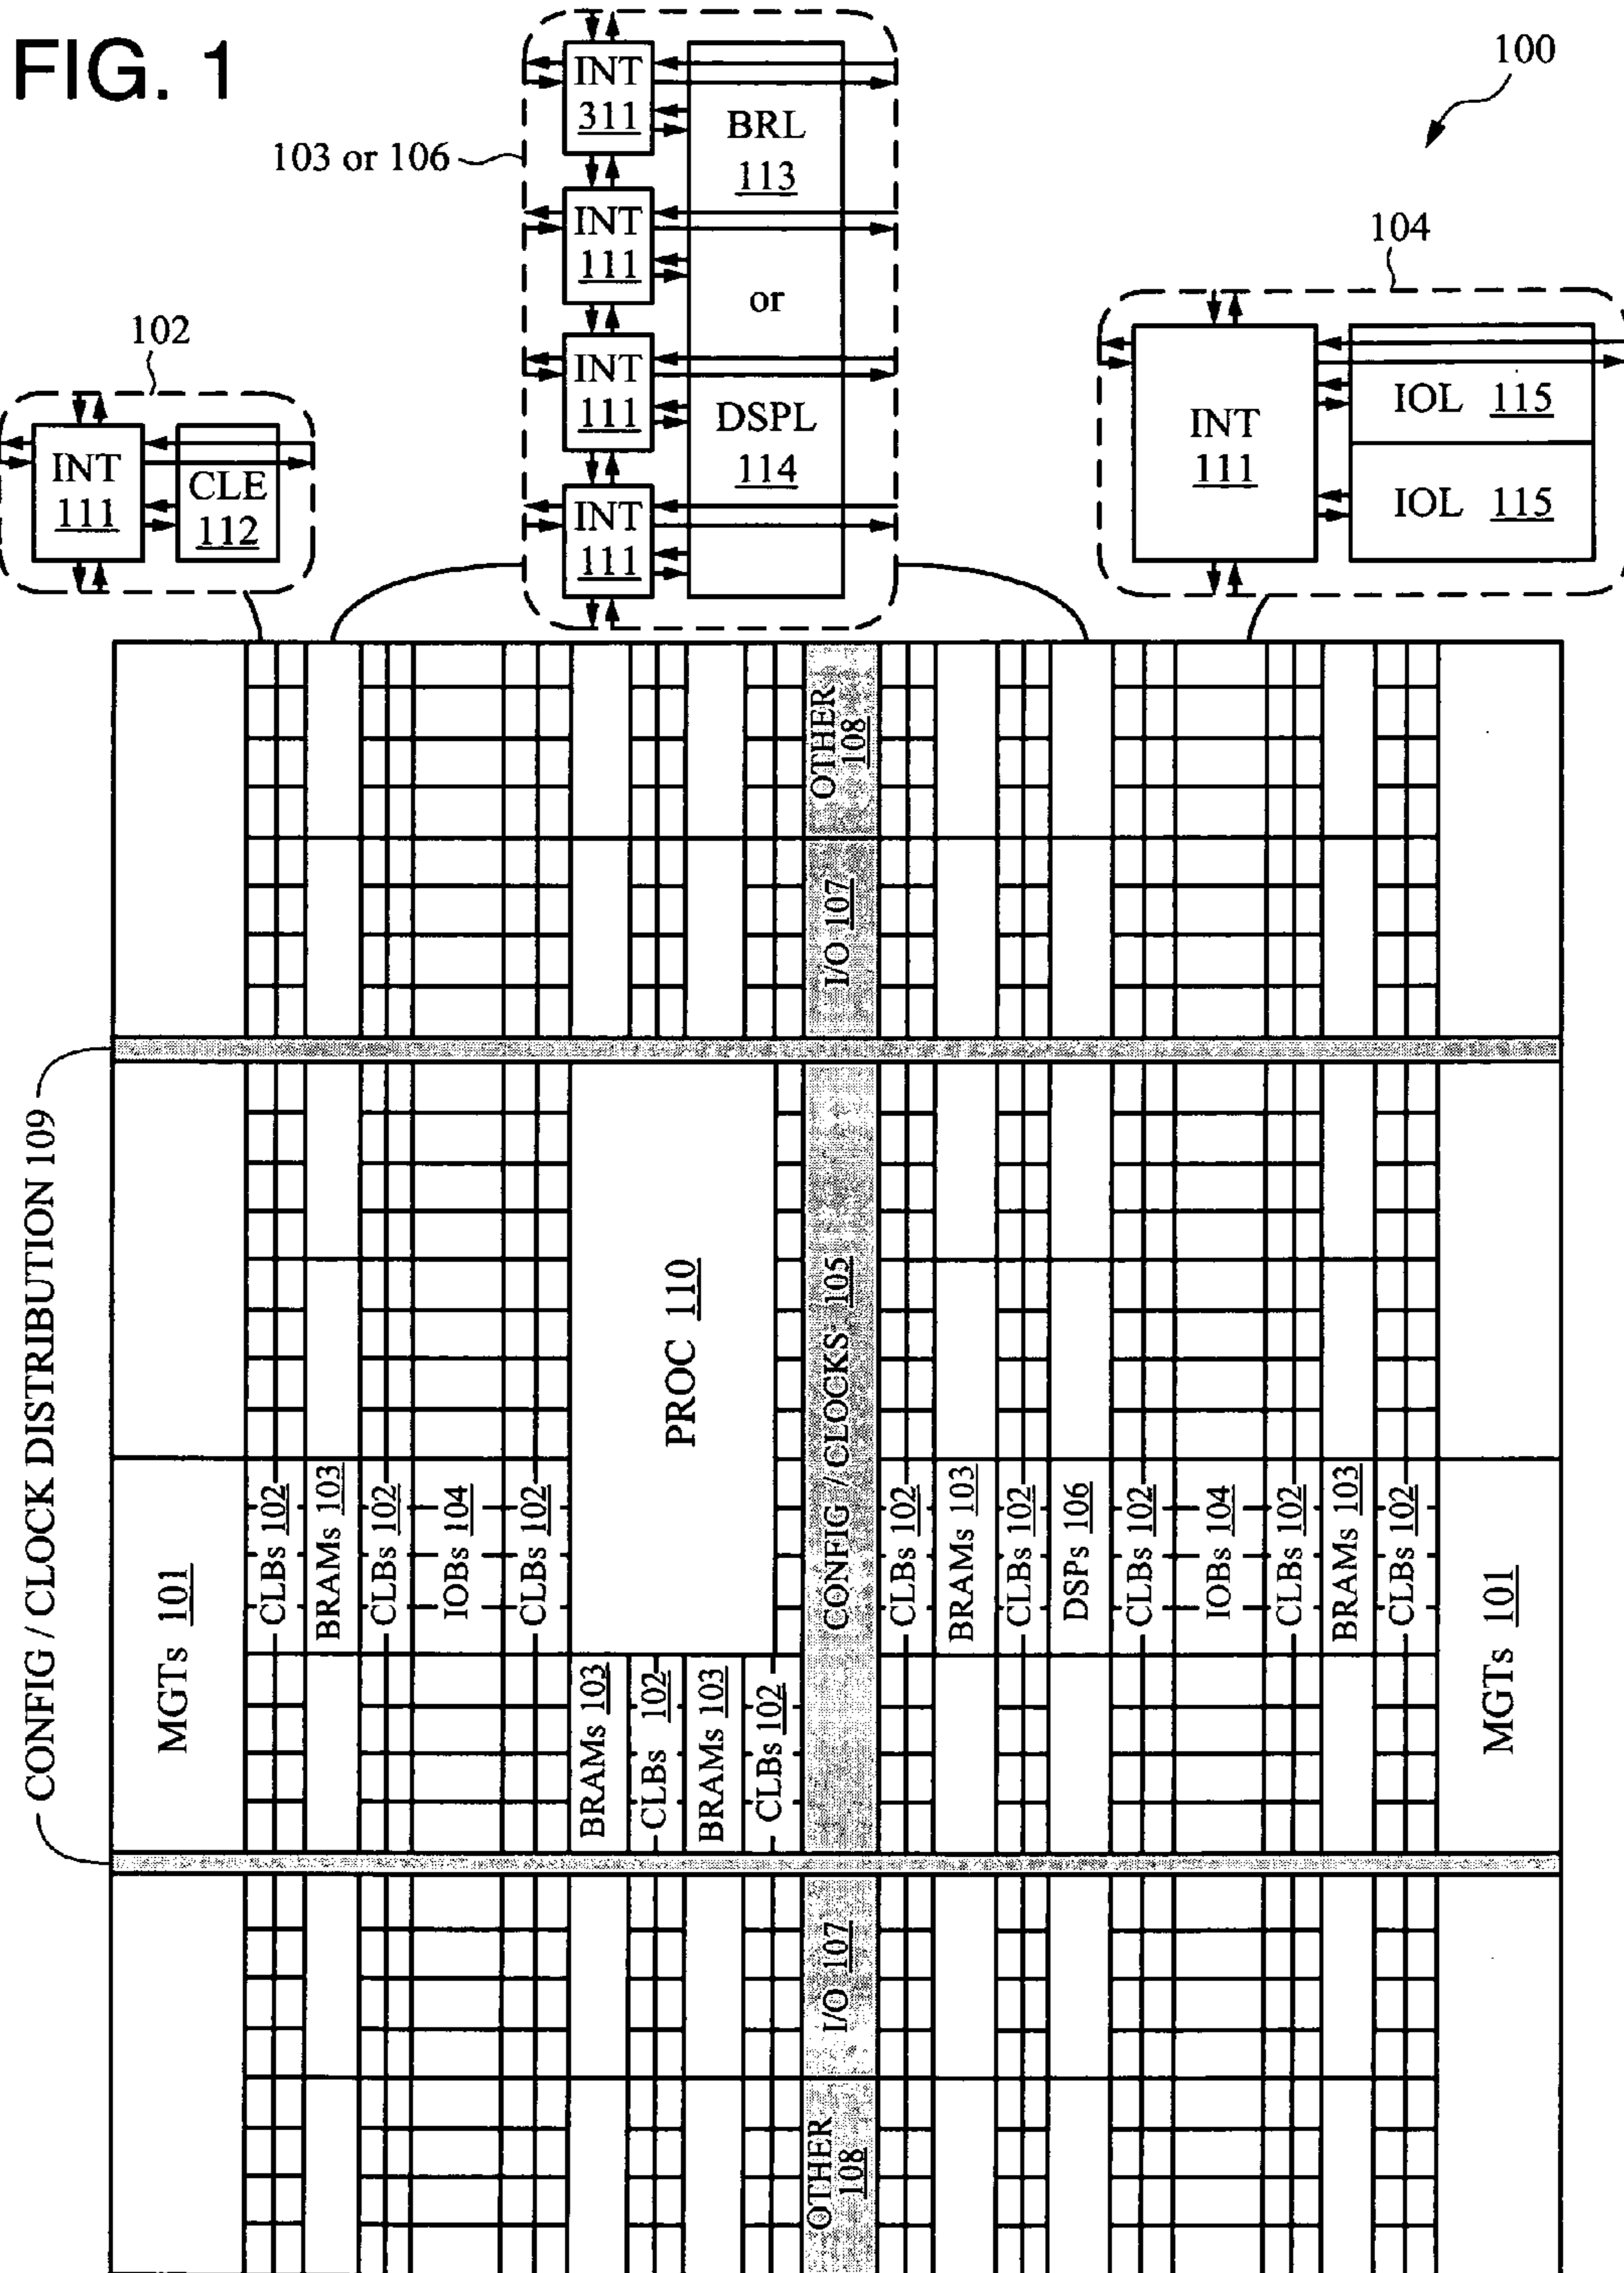 FIG. 1
100
103 or 106
INT
311
INT
111
INT
111
INT
111
BRL
113
or
DSPL
114
104
INT
111
IOL 115
IOL 115
102
INT
111
CLE
112
OTHER
108
I/O 107
CONFIG / CLOCK DISTRIBUTION 109
PROC 110
CONFIG / CLOCKS 105
MGTs 101
CLBs 102
BRAMs 103
CLBs 102
IOBs 104
CLBs 102
BRAMs 103
CLBs 102
BRAMs 103
CLBs 102
CLBs 102
BRAMs 103
CLBs 102
DSPs 106
CLBs 102
IOBs 104
CLBs 102
BRAMs 103
CLBs 102
MGTs 101
I/O 107
OTHER
108